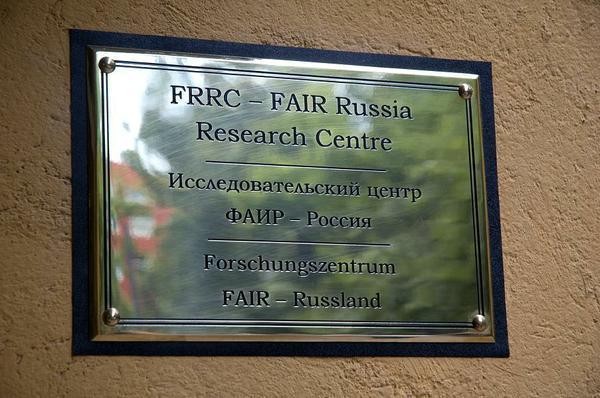 FRRC – FAIR Russia
Research Centre
Исследовательский центр
ФАИР – Россия
Forschungszentrum
FAIR – Russland